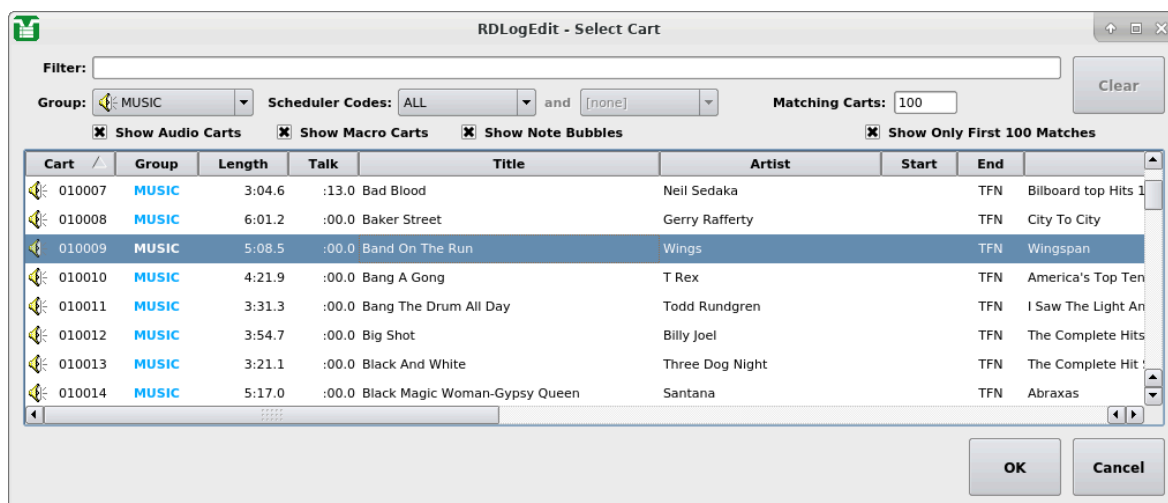 RDLogEdit - Select Cart
Filter:
Clear
Group: MUSIC Scheduler Codes: ALL and [none] Matching Carts: 100
Show Audio Carts Show Macro Carts Show Note Bubbles Show Only First 100 Matches
Cart Group Length Talk Title Artist Start End
010007 MUSIC 3:04.6 :13.0 Bad Blood Neil Sedaka TFN Bilboard top Hits 1
010008 MUSIC 6:01.2 :00.0 Baker Street Gerry Rafferty TFN City To City
010009 MUSIC 5:08.5 :00.0 Band On The Run Wings TFN Wingspan
010010 MUSIC 4:21.9 :00.0 Bang A Gong T Rex TFN America's Top Ten
010011 MUSIC 3:31.3 :00.0 Bang The Drum All Day Todd Rundgren TFN I Saw The Light An
010012 MUSIC 3:54.7 :00.0 Big Shot Billy Joel TFN The Complete Hits
010013 MUSIC 3:21.1 :00.0 Black And White Three Dog Night TFN The Complete Hit
010014 MUSIC 5:17.0 :00.0 Black Magic Woman-Gypsy Queen Santana TFN Abraxas
OK Cancel